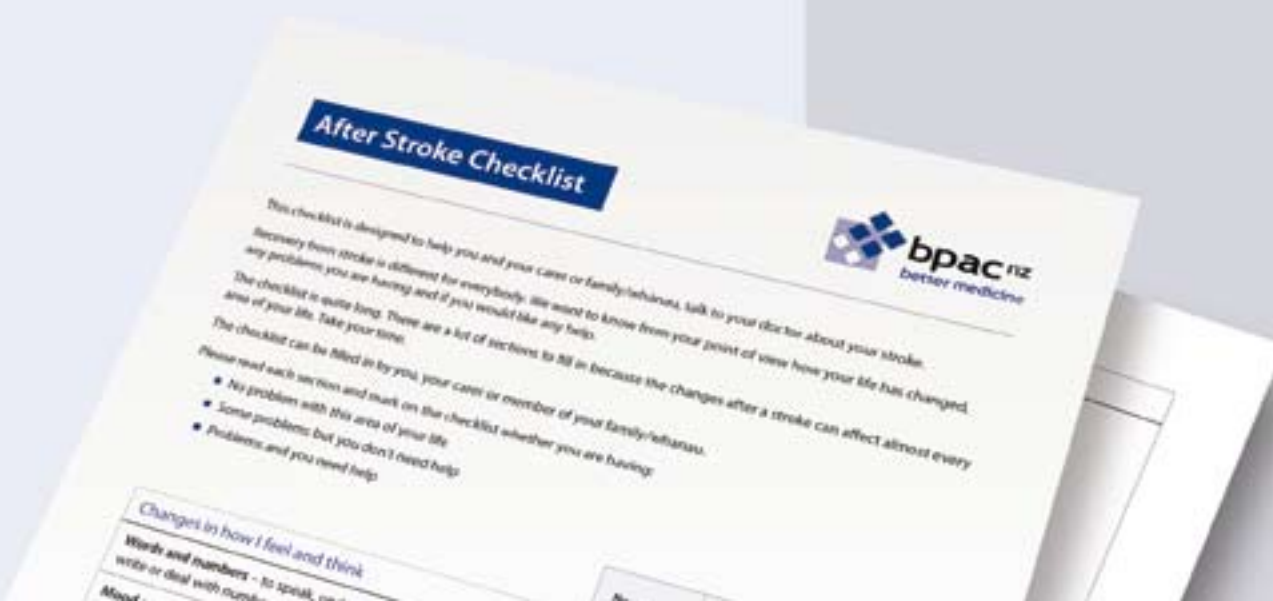 After Stroke Checklist
bpac nz
better medicine
This checklist is designed to help you and your carer or family/whānau, talk to your doctor about your stroke.
Recovery from stroke is different for everybody. We want to know from your point of view how your life has changed,
any problems you are having and if you would like any help.
The checklist is quite long. There are a lot of sections to fill in because the changes after a stroke can affect almost every
area of your life. Take your time.
The checklist can be filled in by you, your carer or member of your family/whanau.
Please read each section and mark on the checklist whether you are having:
• No problem with this area of your life
• Some problems but you don't need help
• Problems and you need help
Changes in how I feel and think
Words and numbers – to speak,
write or deal with
Mood